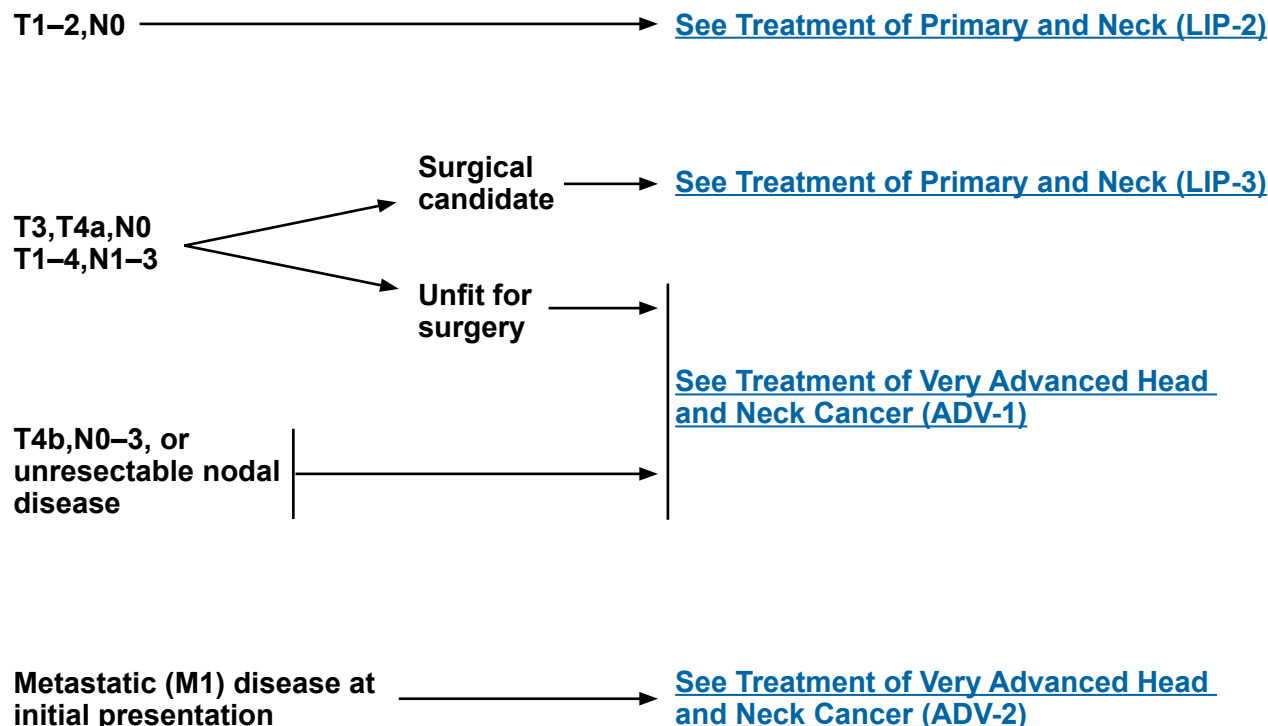 T1–2,N0
See Treatment of Primary and Neck (LIP-2)
T3,T4a,N0
T1–4,N1–3
Surgical
candidate
See Treatment of Primary and Neck (LIP-3)
Unfit for
surgery
T4b,N0–3, or
unresectable nodal
disease
See Treatment of Very Advanced Head
and Neck Cancer (ADV-1)
Metastatic (M1) disease at
initial presentation
See Treatment of Very Advanced Head
and Neck Cancer (ADV-2)